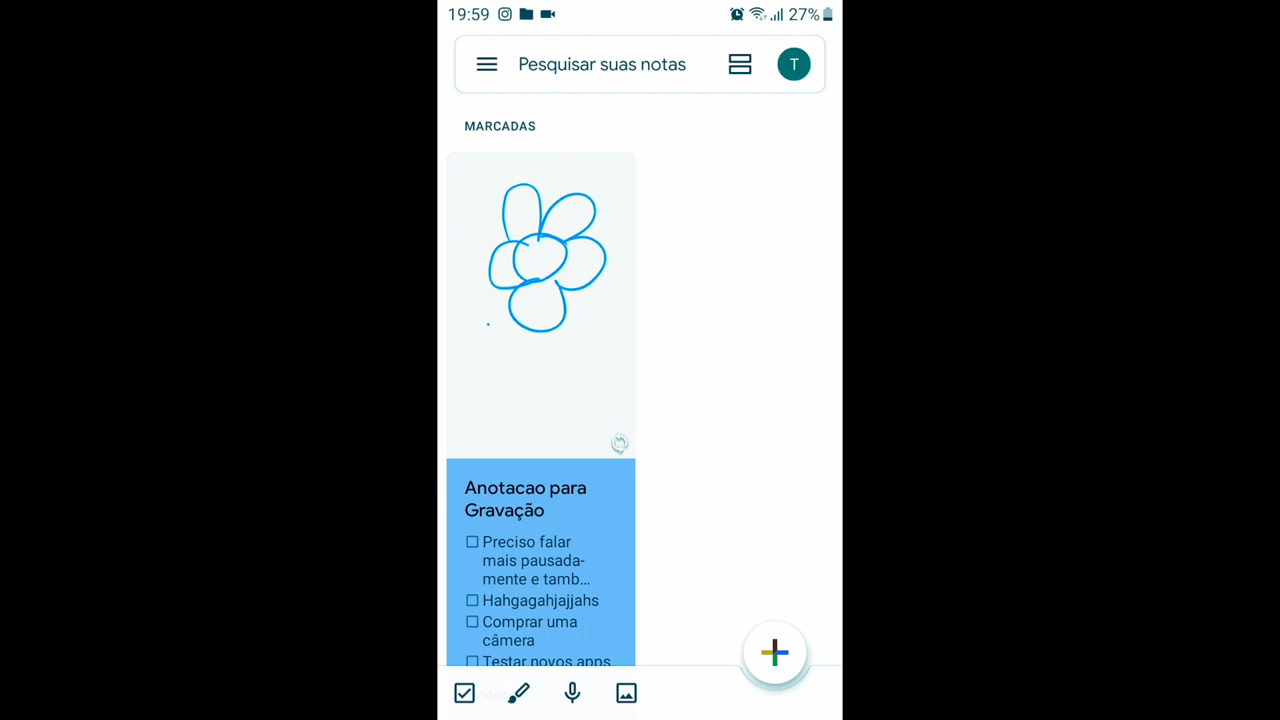 19:59 27%
Pesquisar suas notas T
MARCADAS
Anotacao para
Gravação
Preciso falar
mais pausada-
mente e tamb...
Hahgagahjajjahs
Comprar uma
câmera
Testar novos apps